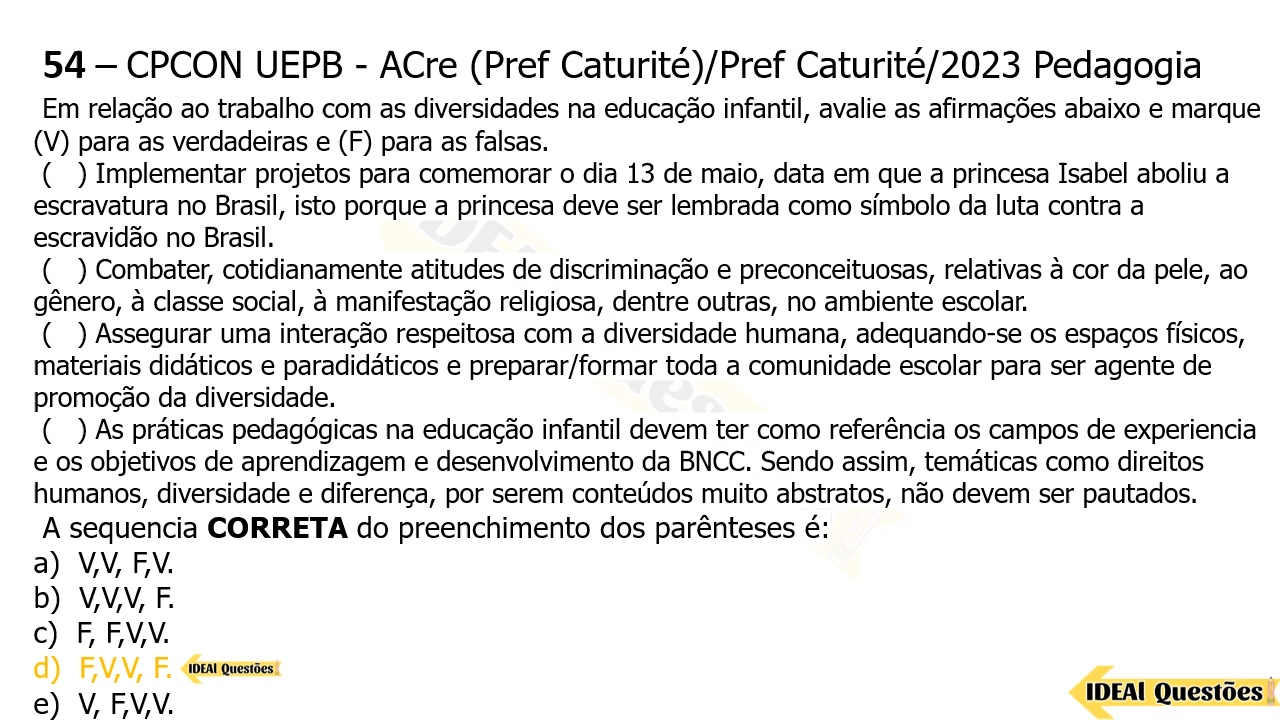 54 – CPCON UEPB - ACre (Pref Caturité)/Pref Caturité/2023 Pedagogia
Em relação ao trabalho com as diversidades na educação infantil, avalie as afirmações abaixo e marque
(V) para as verdadeiras e (F) para as falsas.
(   ) Implementar projetos para comemorar o dia 13 de maio, data em que a princesa Isabel aboliu a
escravatura no Brasil, isto porque a princesa deve ser lembrada como símbolo da luta contra a
escravidão no Brasil.
(   ) Combater, cotidianamente atitudes de discriminação e preconceituosas, relativas à cor da pele, ao
gênero, à classe social, à manifestação religiosa, dentre outras, no ambiente escolar.
(   ) Assegurar uma interação respeitosa com a diversidade humana, adequando-se os espaços físicos,
materiais didáticos e paradidáticos e preparar/formar toda a comunidade escolar para ser agente de
promoção da diversidade.
(   ) As práticas pedagógicas na educação infantil devem ter como referência os campos de experiencia
e os objetivos de aprendizagem e desenvolvimento da BNCC. Sendo assim, temáticas como direitos
humanos, diversidade e diferença, por serem conteúdos muito abstratos, não devem ser pautados.
A sequencia CORRETA do preenchimento dos parênteses é:
a)  V,V, F,V.
b)  V,V,V, F.
c)  F, F,V,V.
d)  F,V,V, F. IDEAl Questões
e)  V, F,V,V.
IDEAl Questões